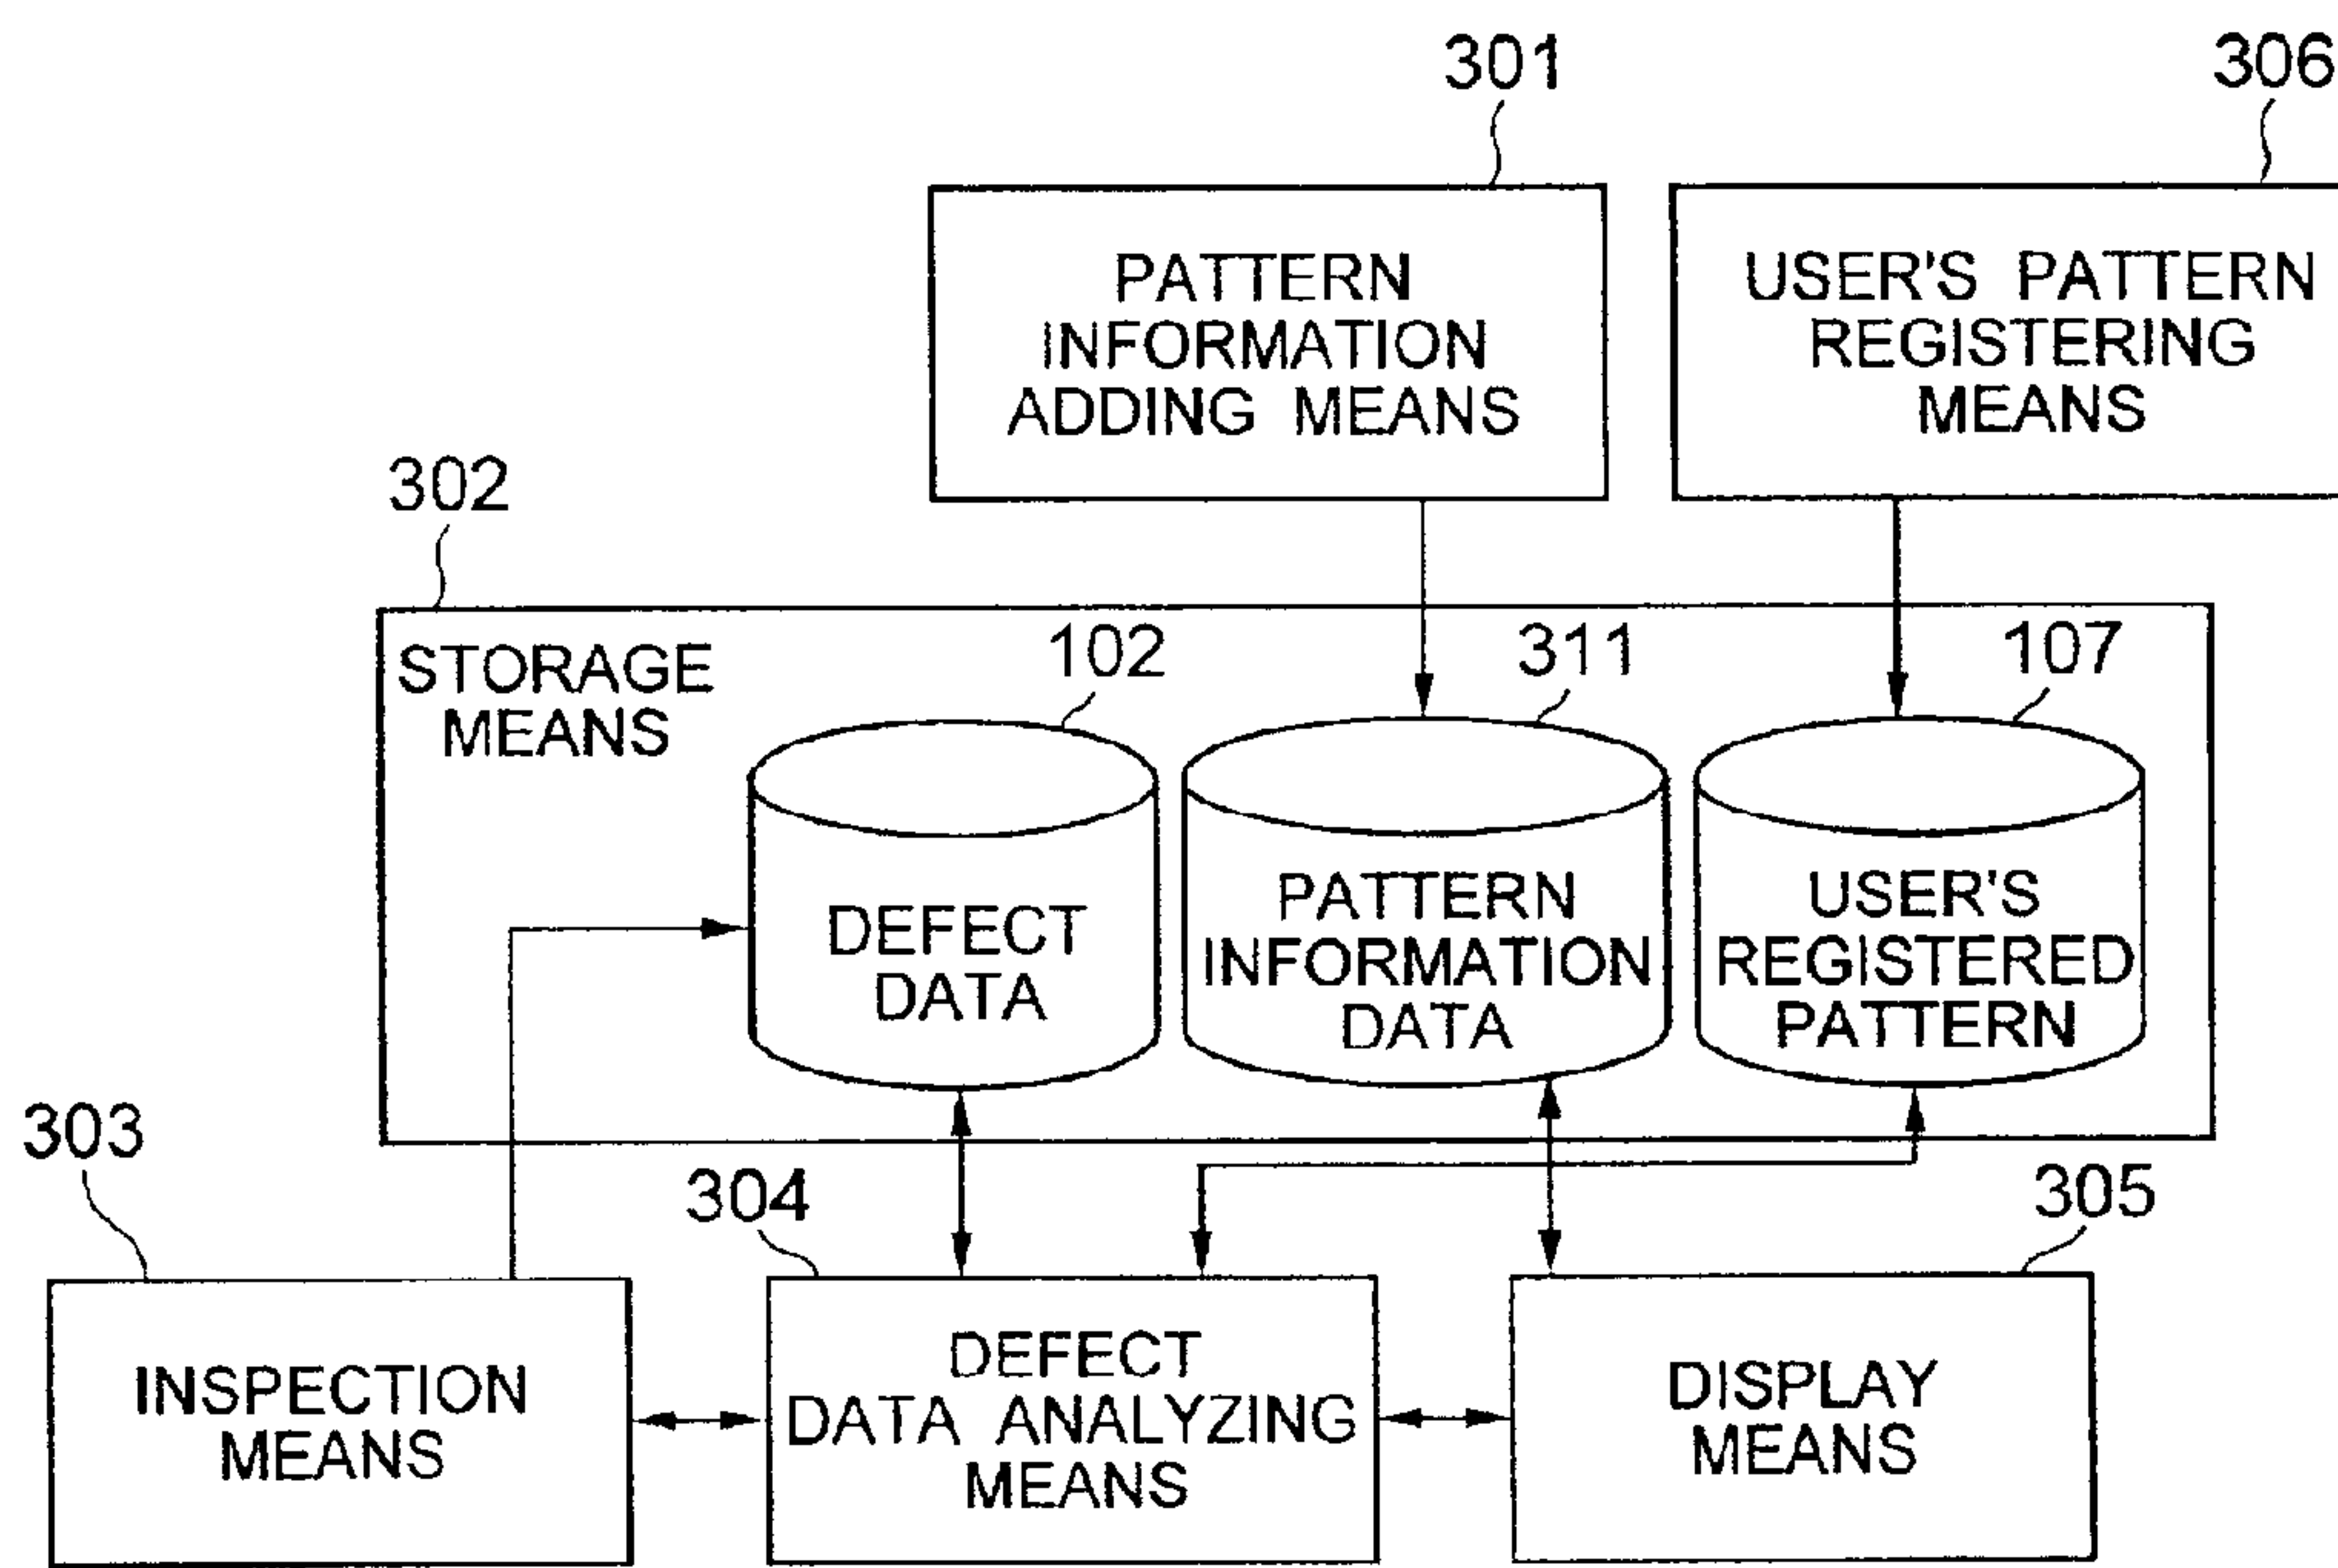 301
306
PATTERN
INFORMATION
ADDING MEANS
USER'S PATTERN
REGISTERING
MEANS
302
STORAGE
MEANS
102
311
107
DEFECT
DATA
PATTERN
INFORMATION
DATA
USER'S
REGISTERED
PATTERN
303
304
305
INSPECTION
MEANS
DEFECT
DATA ANALYZING
MEANS
DISPLAY
MEANS